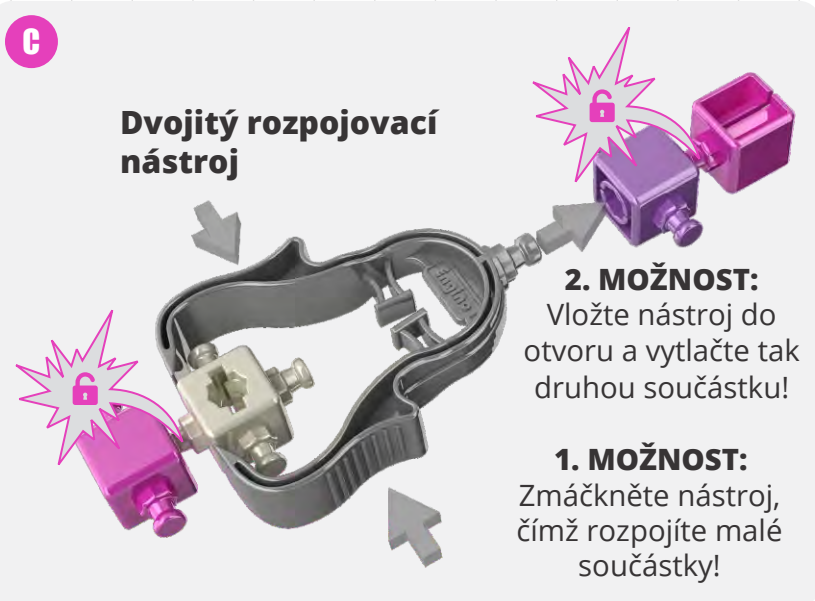 C
Dvojitý rozpojovací
nástroj
Engino
2. MOŽNOST:
Vložte nástroj do
otvoru a vytlačte tak
druhou součástku!
1. MOŽNOST:
Zmáčkněte nástroj,
čímž rozpojíte malé
součástky!